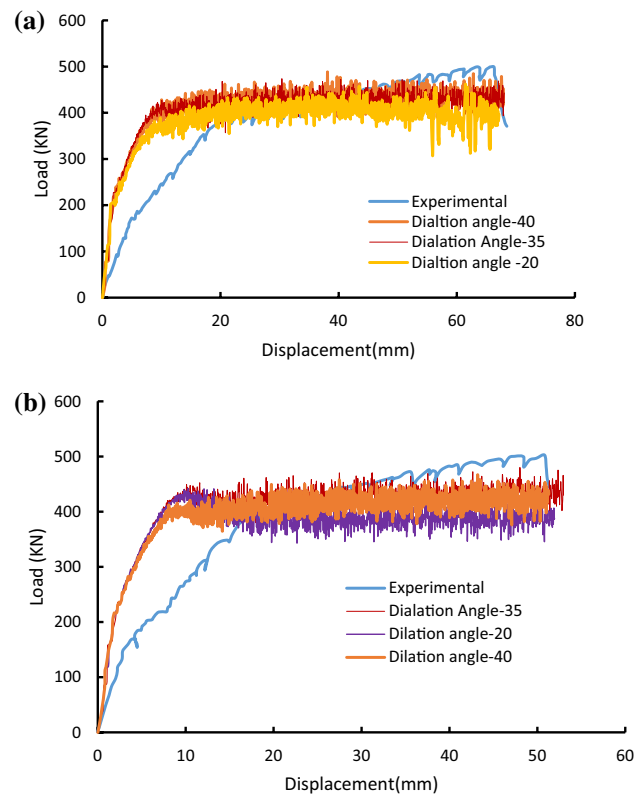 (a)
600
500
400
300
200
100
0
Load (KN)
Experimental
Dialtion angle-40
Dialation Angle-35
Dialtion angle -20
0 20 40 60 80
Displacement(mm)
(b)
600
500
400
300
200
100
0
Load (KN)
Experimental
Dialation Angle-35
Dilation angle-20
Dilation angle-40
0 10 20 30 40 50 60
Displacement(mm)